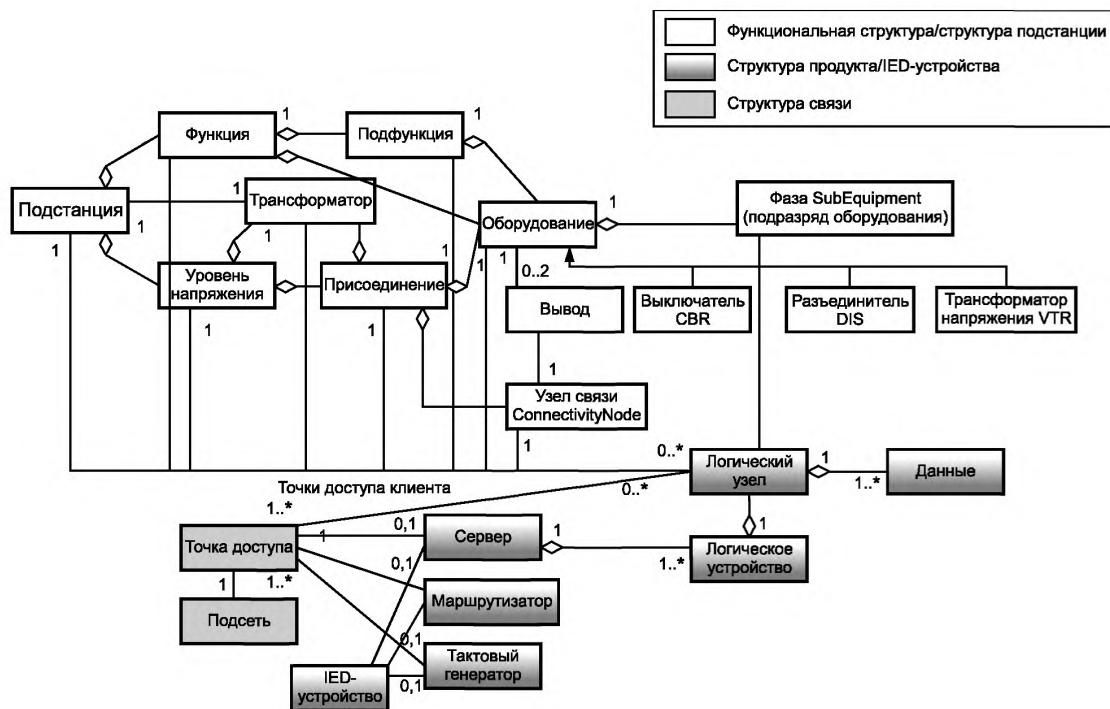 Функциональная структура/структура подстанции
Структура продукта/IED-устройства
Структура связи
Функция
1
Подфункция
1
Подстанция
1
Трансформатор
1
1
1
Оборудование
1
Фаза SubEquipment
(подразряд оборудования)
Уровень
напряжения
1
Присоединение
1
1
1
1
0..2
Вывод
Выключатель
CBR
Разъединитель
DIS
Трансформатор
напряжения VTR
1
Узел связи
ConnectivityNode
1
0..*
Логический
узел
1
1..*
Данные
Точки доступа клиента
0..*
1..*
Точка доступа
1
0,1
Сервер
1
1..*
Логическое
устройство
1
0,1
1
1..*
Подсеть
Маршрутизатор
0,1
Тактовый
генератор
0,1
IED-
устройство